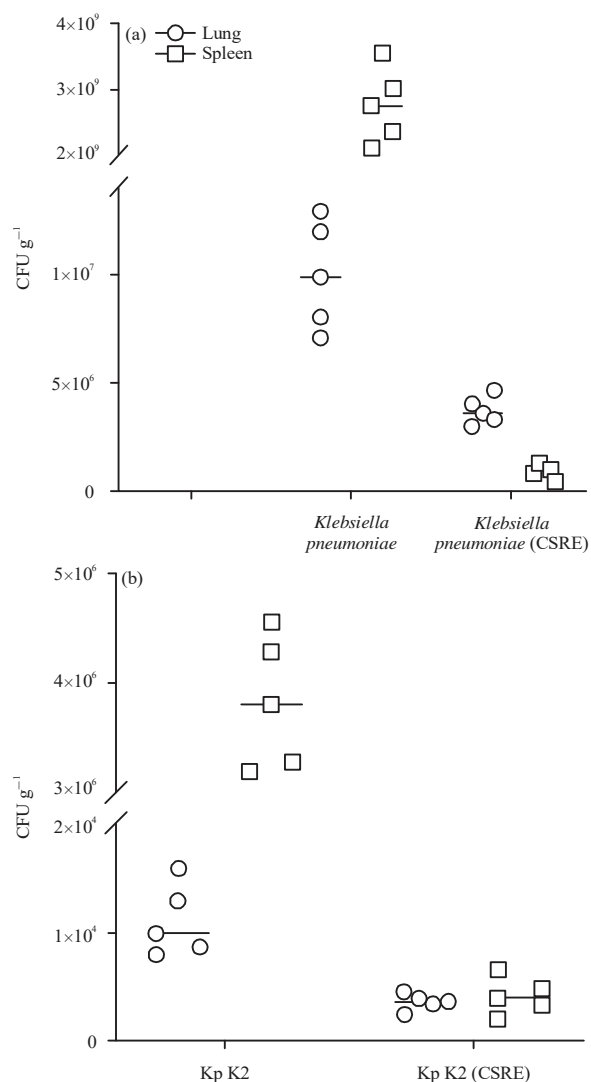 (a)
Lung
Spleen
4×10⁹
3×10⁹
2×10⁹
1×10⁷
5×10⁶
0
CFU g⁻¹
Klebsiella
pneumoniae
Klebsiella
pneumoniae (CSRE)
(b)
5×10⁶
4×10⁶
3×10⁶
2×10⁴
1×10⁴
0
CFU g⁻¹
Kp K2
Kp K2 (CSRE)